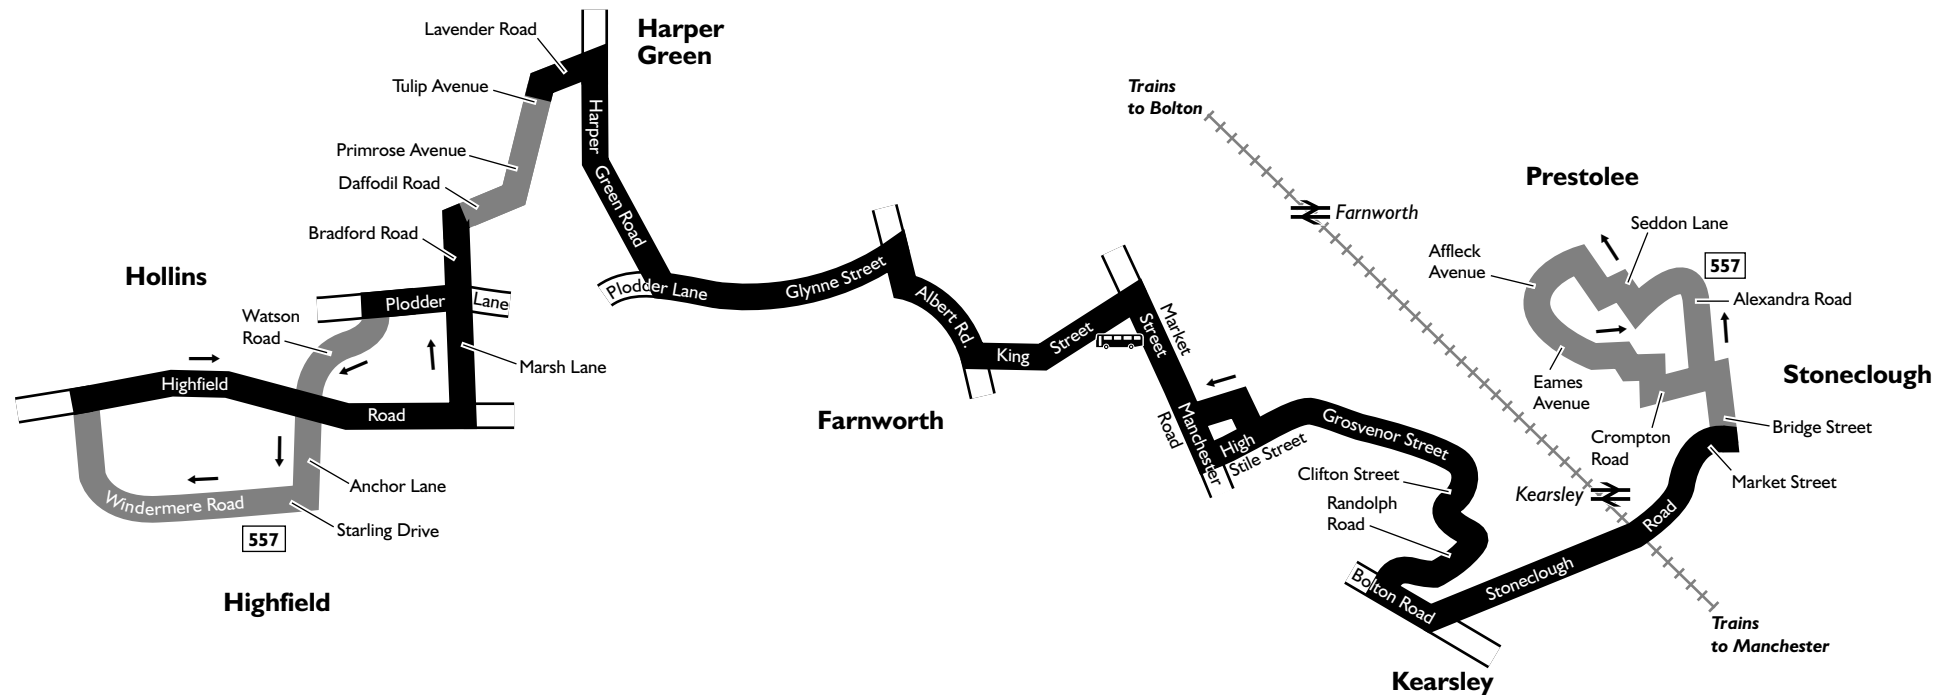 Lavender Road
Harper
Green
Tulip Avenue
Harper
Green Road
Primrose Avenue
Daffodil Road
Bradford Road
Hollins
Plodder
Lane
Watson
Road
Marsh Lane
Highfield
Road
Anchor Lane
Windermere Road
Starling Drive
557
Highfield
Plodder Lane
Glynne Street
Albert Rd.
King
Street
Farnworth
Market
Street
Manchester
Road
High
Stile Street
Grosvenor Street
Clifton Street
Randolph
Road
Bolton Road
Kearsley
Stoneclough
Road
Trains
to Bolton
Farnworth
Kearsley
Trains
to Manchester
Prestolee
Seddon Lane
Affleck
Avenue
557
Alexandra Road
Eames
Avenue
Stoneclough
Crompton
Road
Bridge Street
Market Street